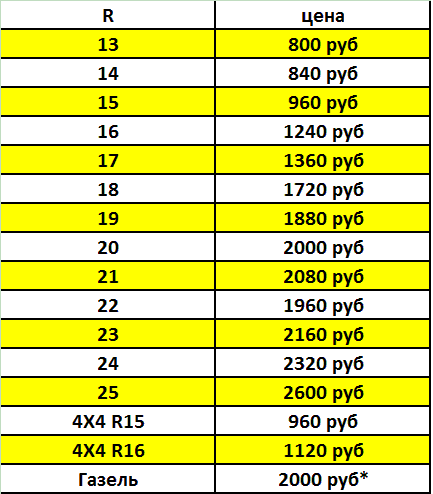 R цена
13 800 руб
14 840 руб
15 960 руб
16 1240 руб
17 1360 руб
18 1720 руб
19 1880 руб
20 2000 руб
21 2080 руб
22 1960 руб
23 2160 руб
24 2320 руб
25 2600 руб
4X4 R15 960 руб
4X4 R16 1120 руб
Газель 2000 руб*